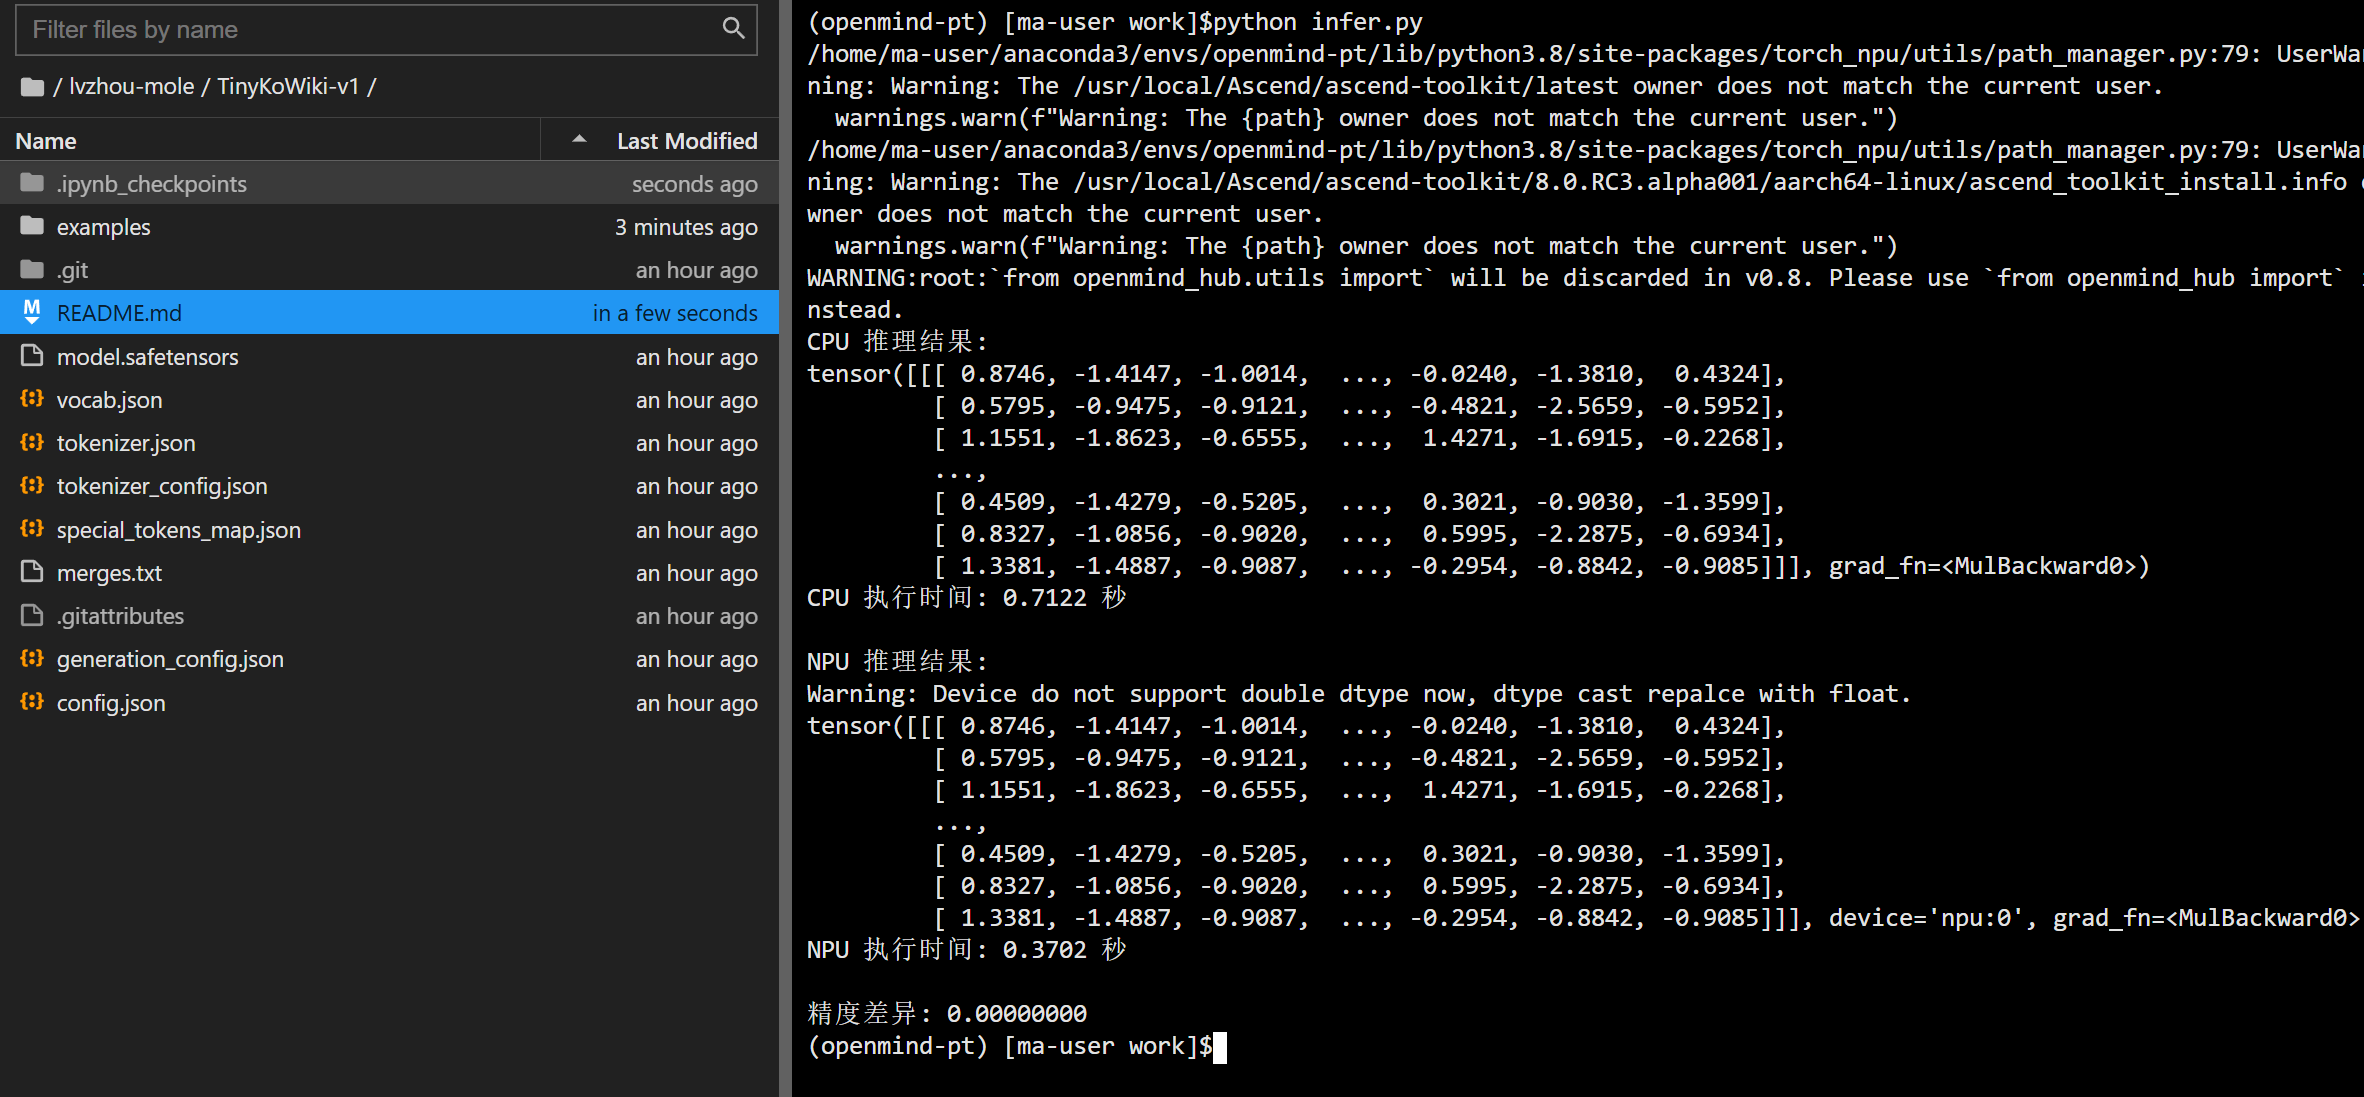 Filter files by name
/ lvzhou-mole / TinyKoWiki-v1 /
Name Last Modified
.ipynb_checkpoints seconds ago
examples 3 minutes ago
.git an hour ago
README.md in a few seconds
model.safetensors an hour ago
vocab.json an hour ago
tokenizer.json an hour ago
tokenizer_config.json an hour ago
special_tokens_map.json an hour ago
merges.txt an hour ago
.gitattributes an hour ago
generation_config.json an hour ago
config.json an hour ago
(openmind-pt) [ma-user work]$python infer.py
/home/ma-user/anaconda3/envs/openmind-pt/lib/python3.8/site-packages/torch_npu/utils/path_manager.py:79: UserWar
ning: Warning: The /usr/local/Ascend/ascend-toolkit/latest owner does not match the current user.
  warnings.warn(f"Warning: The {path} owner does not match the current user.")
/home/ma-user/anaconda3/envs/openmind-pt/lib/python3.8/site-packages/torch_npu/utils/path_manager.py:79: UserWar
ning: Warning: The /usr/local/Ascend/ascend-toolkit/8.0.RC3.alpha001/aarch64-linux/ascend_toolkit_install.info o
wner does not match the current user.
  warnings.warn(f"Warning: The {path} owner does not match the current user.")
WARNING:root:`from openmind_hub.utils import` will be discarded in v0.8. Please use `from openmind_hub import` i
nstead.
CPU 推理结果:
tensor([[[ 0.8746, -1.4147, -1.0014,  ..., -0.0240, -1.3810,  0.4324],
         [ 0.5795, -0.9475, -0.9121,  ..., -0.4821, -2.5659, -0.5952],
         [ 1.1551, -1.8623, -0.6555,  ...,  1.4271, -1.6915, -0.2268],
         ...,
         [ 0.4509, -1.4279, -0.5205,  ...,  0.3021, -0.9030, -1.3599],
         [ 0.8327, -1.0856, -0.9020,  ...,  0.5995, -2.2875, -0.6934],
         [ 1.3381, -1.4887, -0.9087,  ..., -0.2954, -0.8842, -0.9085]]], grad_fn=<MulBackward0>)
CPU 执行时间: 0.7122 秒
NPU 推理结果:
Warning: Device do not support double dtype now, dtype cast repalce with float.
tensor([[[ 0.8746, -1.4147, -1.0014,  ..., -0.0240, -1.3810,  0.4324],
         [ 0.5795, -0.9475, -0.9121,  ..., -0.4821, -2.5659, -0.5952],
         [ 1.1551, -1.8623, -0.6555,  ...,  1.4271, -1.6915, -0.2268],
         ...,
         [ 0.4509, -1.4279, -0.5205,  ...,  0.3021, -0.9030, -1.3599],
         [ 0.8327, -1.0856, -0.9020,  ...,  0.5995, -2.2875, -0.6934],
         [ 1.3381, -1.4887, -0.9087,  ..., -0.2954, -0.8842, -0.9085]]], device='npu:0', grad_fn=<MulBackward0>
NPU 执行时间: 0.3702 秒
精度差异: 0.00000000
(openmind-pt) [ma-user work]$